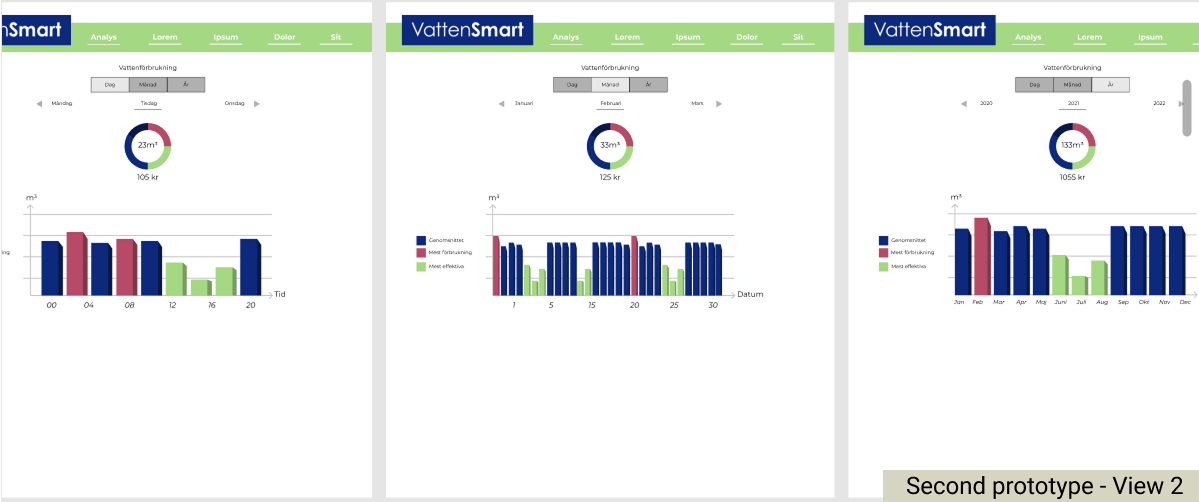 nSmart
Analys Lorem Ipsum Dolor Sit
Vattenförbrukning
Dag Månad År
Måndag Tisdag Onsdag
23m³
105 kr
m³
ng
Tid
00 04 08 12 16 20
VattenSmart
Analys Lorem Ipsum Dolor Sit
Vattenförbrukning
Dag Månad År
Januari Februari Mars
33m³
125 kr
m³
Genomsnittet
Mest förbrukning
Mest effektiva
Datum
1 5 15 20 25 30
VattenSmart
Analys Lorem Ipsum
Vattenförbrukning
Dag Månad År
2020 2021 2022
133m³
1055 kr
m³
Genomsnittet
Mest förbrukning
Mest effektiva
Jan Feb Mar Apr Maj Juni Juli Aug Sep Okt Nov Dec
Second prototype - View 2